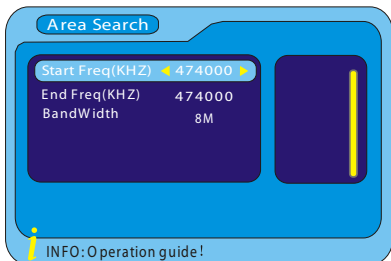 Area Search
Start Freq(KHZ) 474000
End Freq(KHZ) 474000
BandWidth 8M
i INFO:Operation guide!